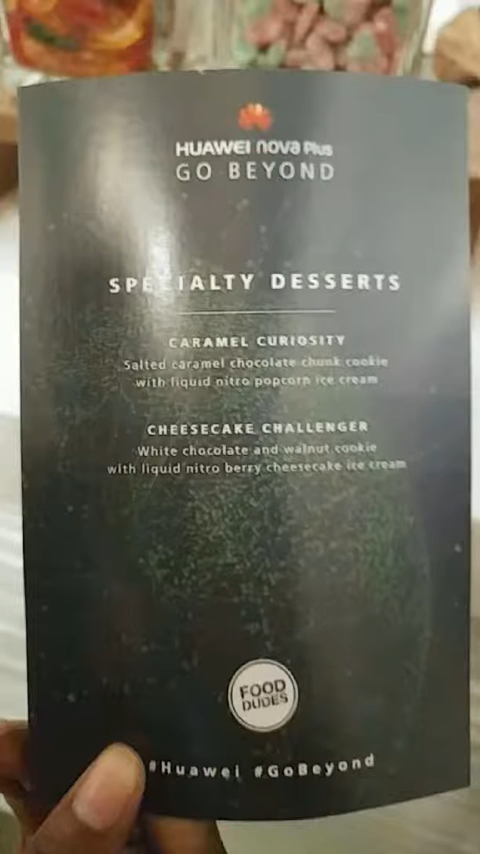 HUAWEI nova Plus
GO BEYOND
SPECIALTY DESSERTS
CARAMEL CURIOSITY
Salted caramel chocolate chunk cookie
with liquid nitro popcorn ice cream
CHEESECAKE CHALLENGER
White chocolate and walnut cookie
with liquid nitro berry cheesecake ice cream
FOOD
DUDES
#Huawei #GoBeyond